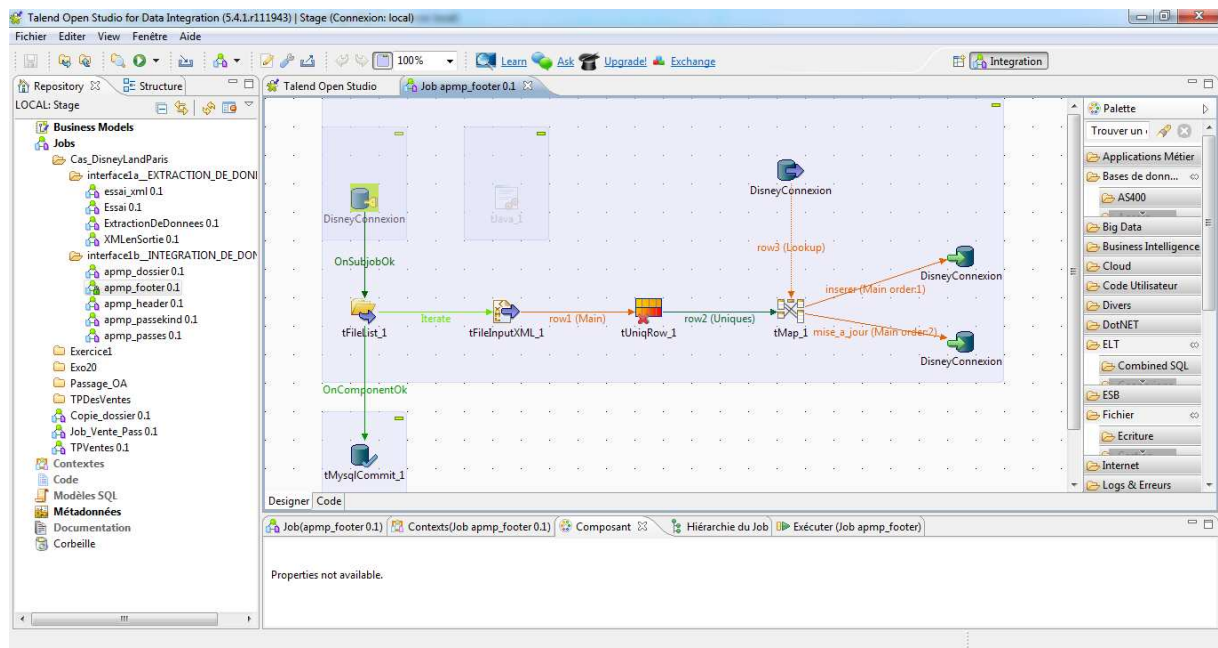 Talend Open Studio for Data Integration (5.4.1.r111943) | Stage (Connexion: local)
Fichier Editer View Fenêtre Aide
100% Learn Ask Upgrade! Exchange Integration
Repository Structure
LOCAL: Stage
Business Models
Jobs
Cas_DisneyLandParis
interface1a__EXTRACTION_DE_DONI
essai_xml 0.1
Essai 0.1
ExtractionDeDonnees 0.1
XMLenSortie 0.1
interface1b__INTEGRATION_DE_DON
apmp_dossier 0.1
apmp_footer 0.1
apmp_header 0.1
apmp_passekind 0.1
apmp_passes 0.1
Exercice1
Exo20
Passage_OA
TPDesVentes
Copie_dossier 0.1
Job_Vente_Pass 0.1
TPVentes 0.1
Contextes
Code
Modèles SQL
Métadonnées
Documentation
Corbeille
Talend Open Studio Job apmp_footer 0.1
DisneyConnexion
tJava_1
DisneyConnexion
OnSubjobOk
row3 (Lookup)
DisneyConnexion
inserer (Main order:1)
Iterate row1 (Main) row2 (Uniques)
tFileList_1 tFileInputXML_1 tUniqRow_1 tMap_1 mise_a_jour (Main order:2)
DisneyConnexion
OnComponentOk
tMysqlCommit_1
Designer Code
Palette
Trouver un
Applications Métier
Bases de donn...
AS400
Big Data
Business Intelligence
Cloud
Code Utilisateur
Divers
DotNET
ELT
Combined SQL
ESB
Fichier
Ecriture
Internet
Logs & Erreurs
Job(apmp_footer 0.1) Contexts(Job apmp_footer 0.1) Composant Hiérarchie du Job Exécuter (Job apmp_footer)
Properties not available.